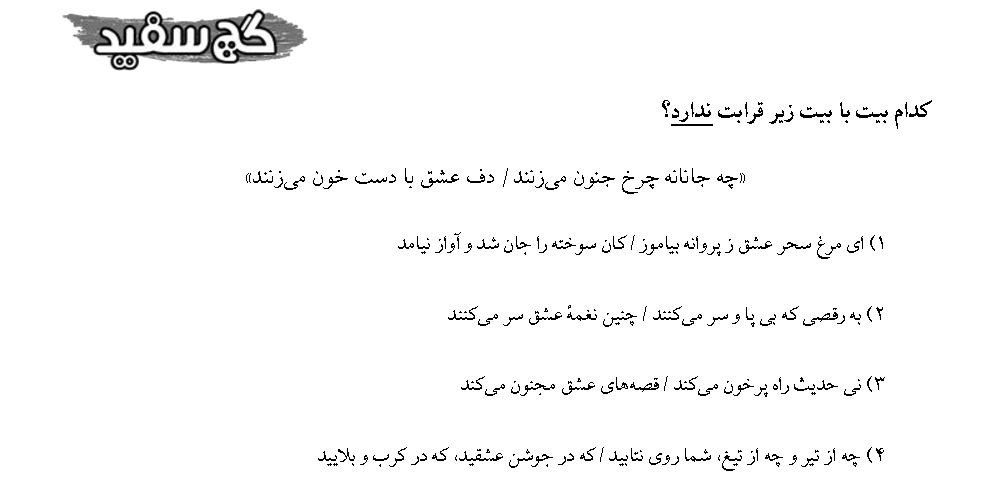 گچ سفید
کدام بیت با بیت زیر قرابت ندارد؟
«چه جانانه چرخ جنون می‌زنند / دف عشق با دست خون می‌زنند»
۱) ای مرغ سحر عشق ز پروانه بیاموز / کان سوخته را جان شد و آواز نیامد
۲) به رقصی که بی پا و سر می‌کنند / چنین نغمهٔ عشق سر می‌کنند
۳) نی حدیث راه پرخون می‌کند / قصه‌های عشق مجنون می‌کند
۴) چه از تیر و چه از تیغ، شما روی نتابید / که در جوشن عشقید، که در کرب و بلایید